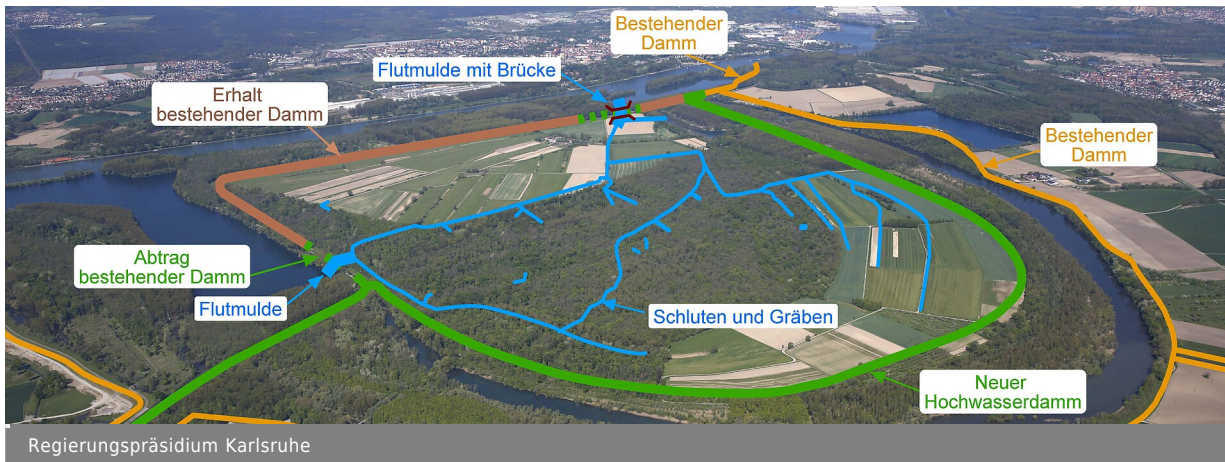 Bestehender
Damm
Flutmulde mit Brücke
Erhalt
bestehender Damm
Bestehender
Damm
Abtrag
bestehender Damm
Flutmulde
Schluten und Gräben
Neuer
Hochwasserdamm
Regierungspräsidium Karlsruhe